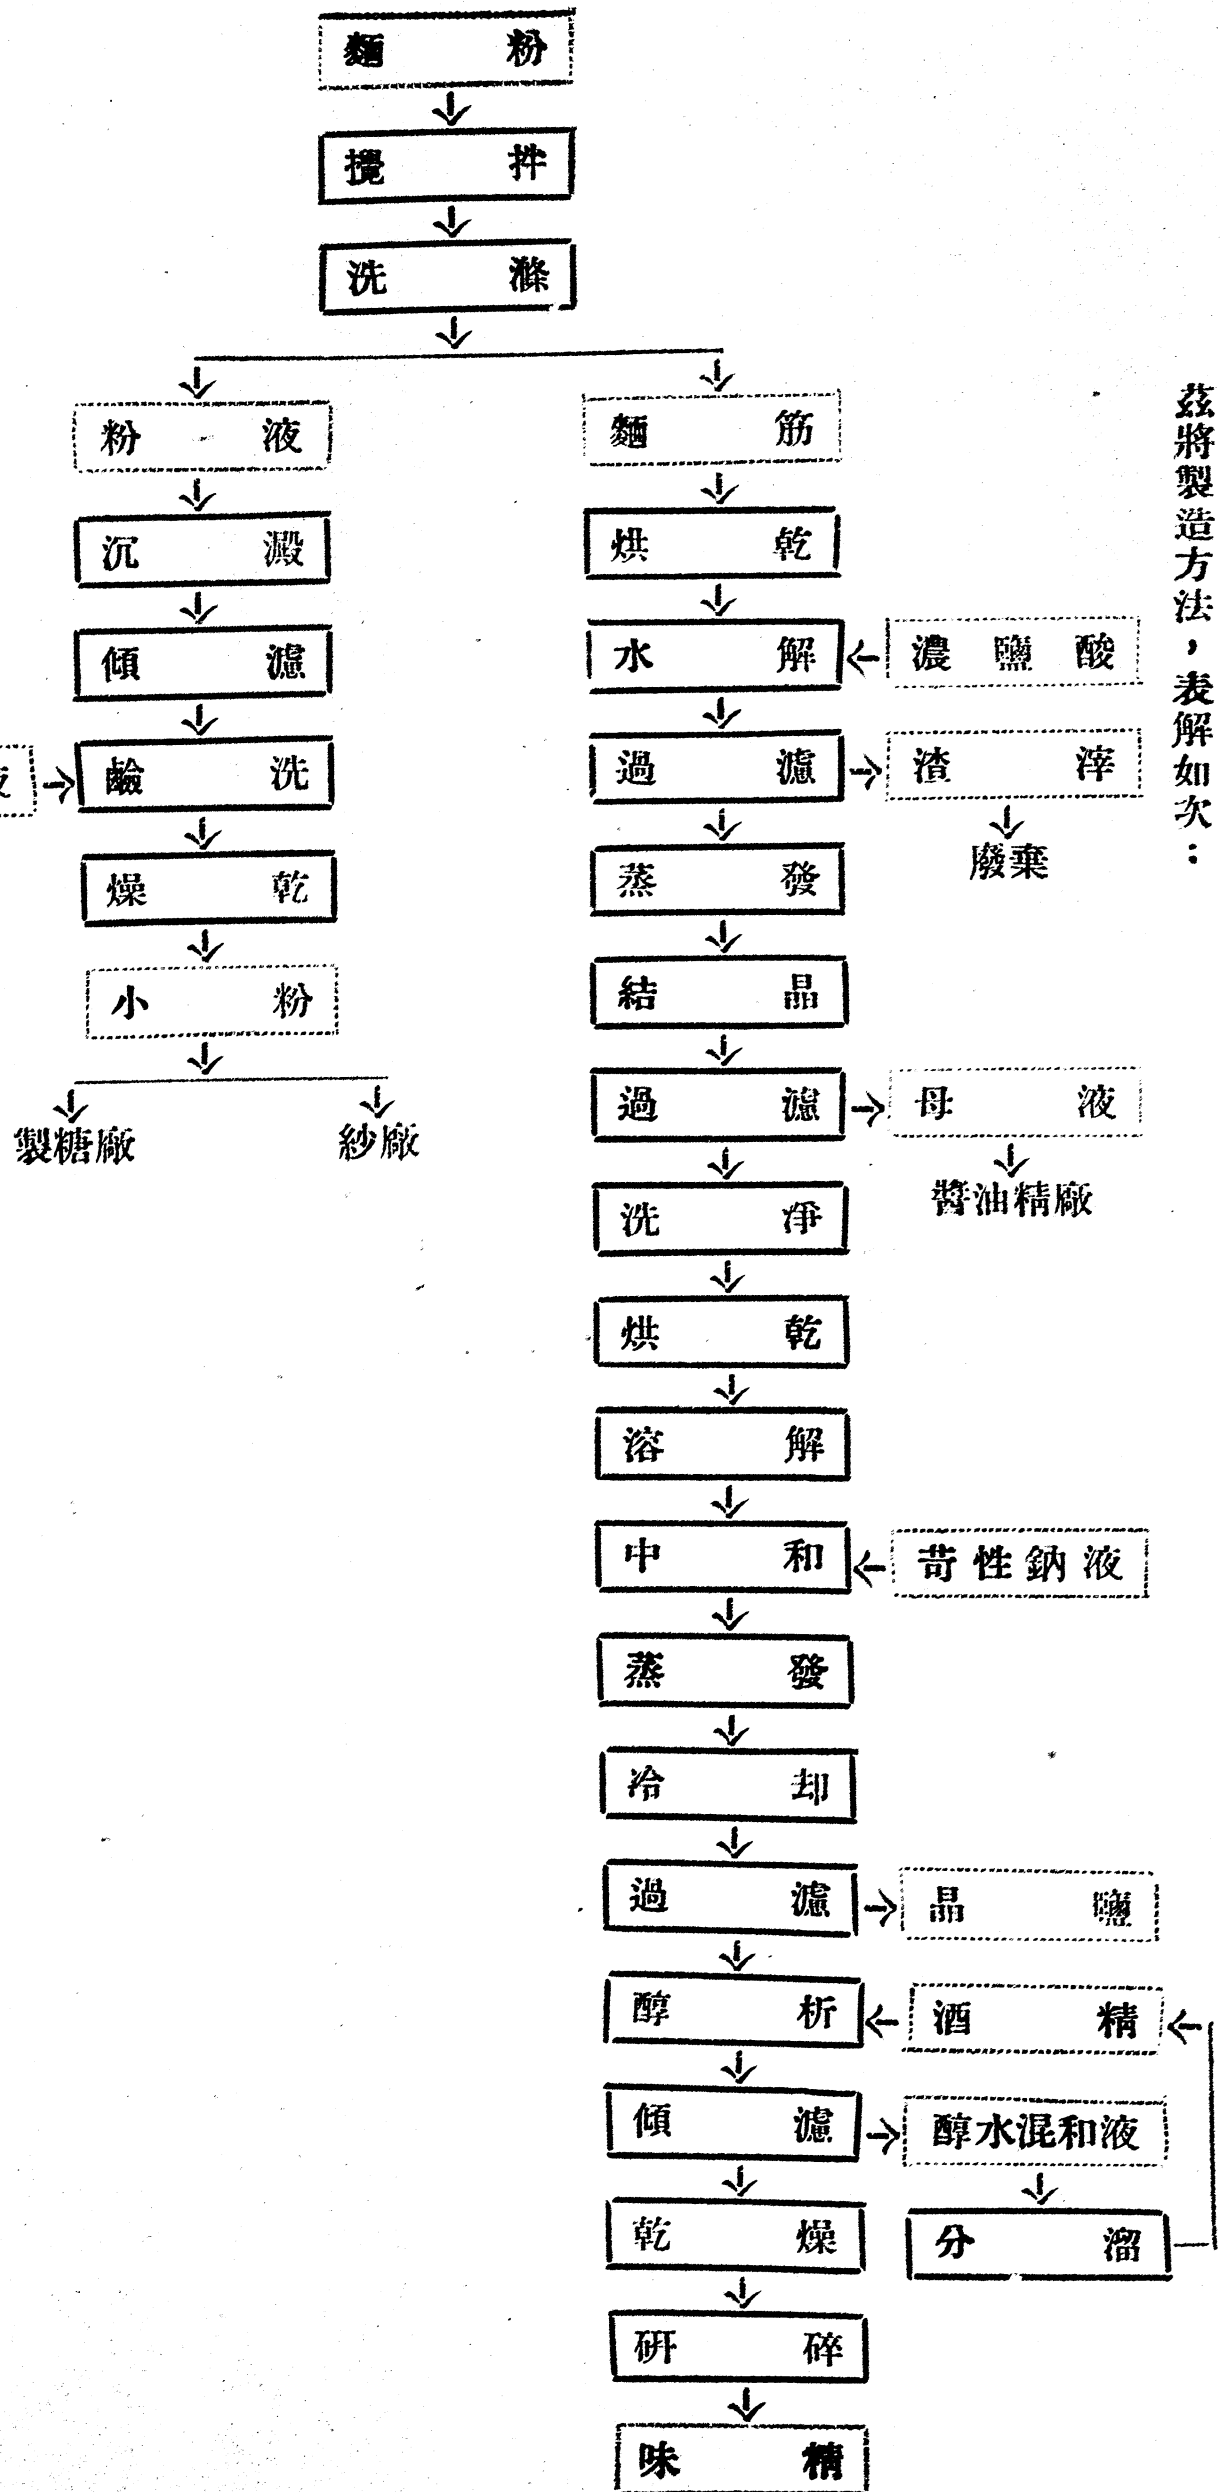 茲將製造方法，表解如次：
麵粉
攪拌
洗滌
麵筋
烘乾
水解
濃鹽酸
過濾
渣滓
廢棄
蒸發
結晶
過濾
母液
醬油精廠
洗淨
烘乾
溶解
中和
苛性鈉液
蒸發
冷却
過濾
晶鹽
醇析
酒精
傾濾
醇水混和液
分溜
乾燥
研碎
味精
粉液
沉澱
傾濾
鹼洗
液
燥乾
小粉
製糖廠
紗廠